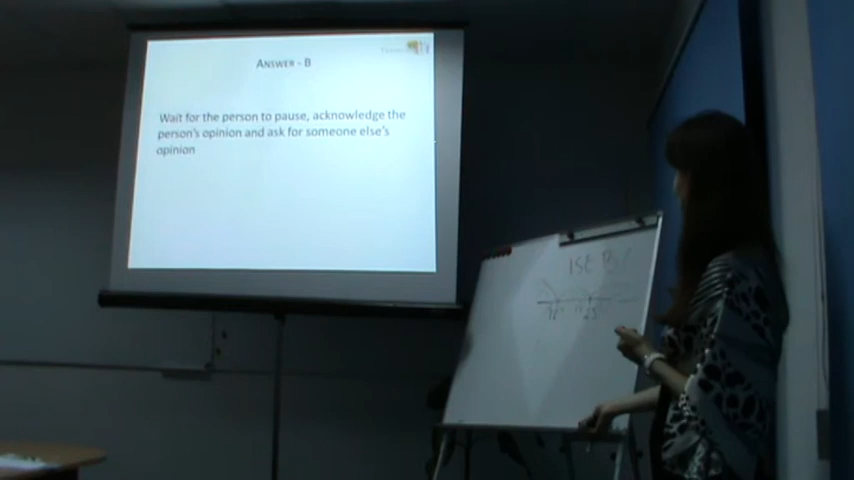 ANSWER - B
Wait for the person to pause, acknowledge the
person's opinion and ask for someone else's
opinion